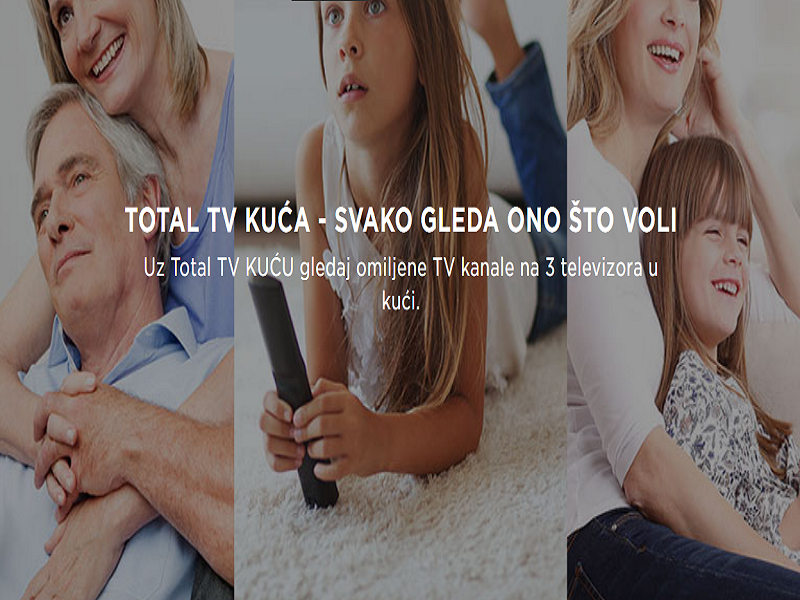 TOTAL TV KUĆA - SVAKO GLEDA ONO ŠTO VOLI
Uz Total TV KUĆU gledaj omiljene TV kanale na 3 televizora u
kući.